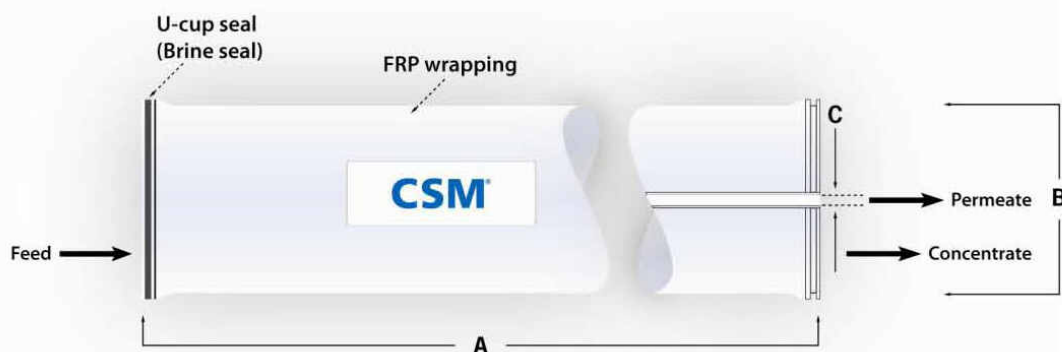 U-cup seal
(Brine seal)
FRP wrapping
C
CSM®
Permeate
B
Feed
Concentrate
A